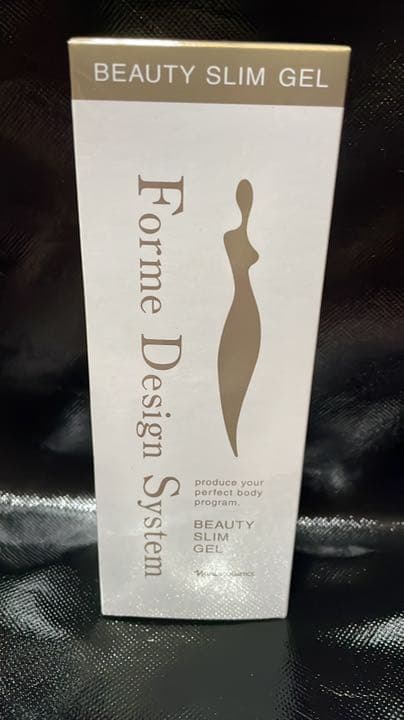 BEAUTY SLIM GEL
Forme Design System
produce your
perfect body
program.
BEAUTY
SLIM
GEL